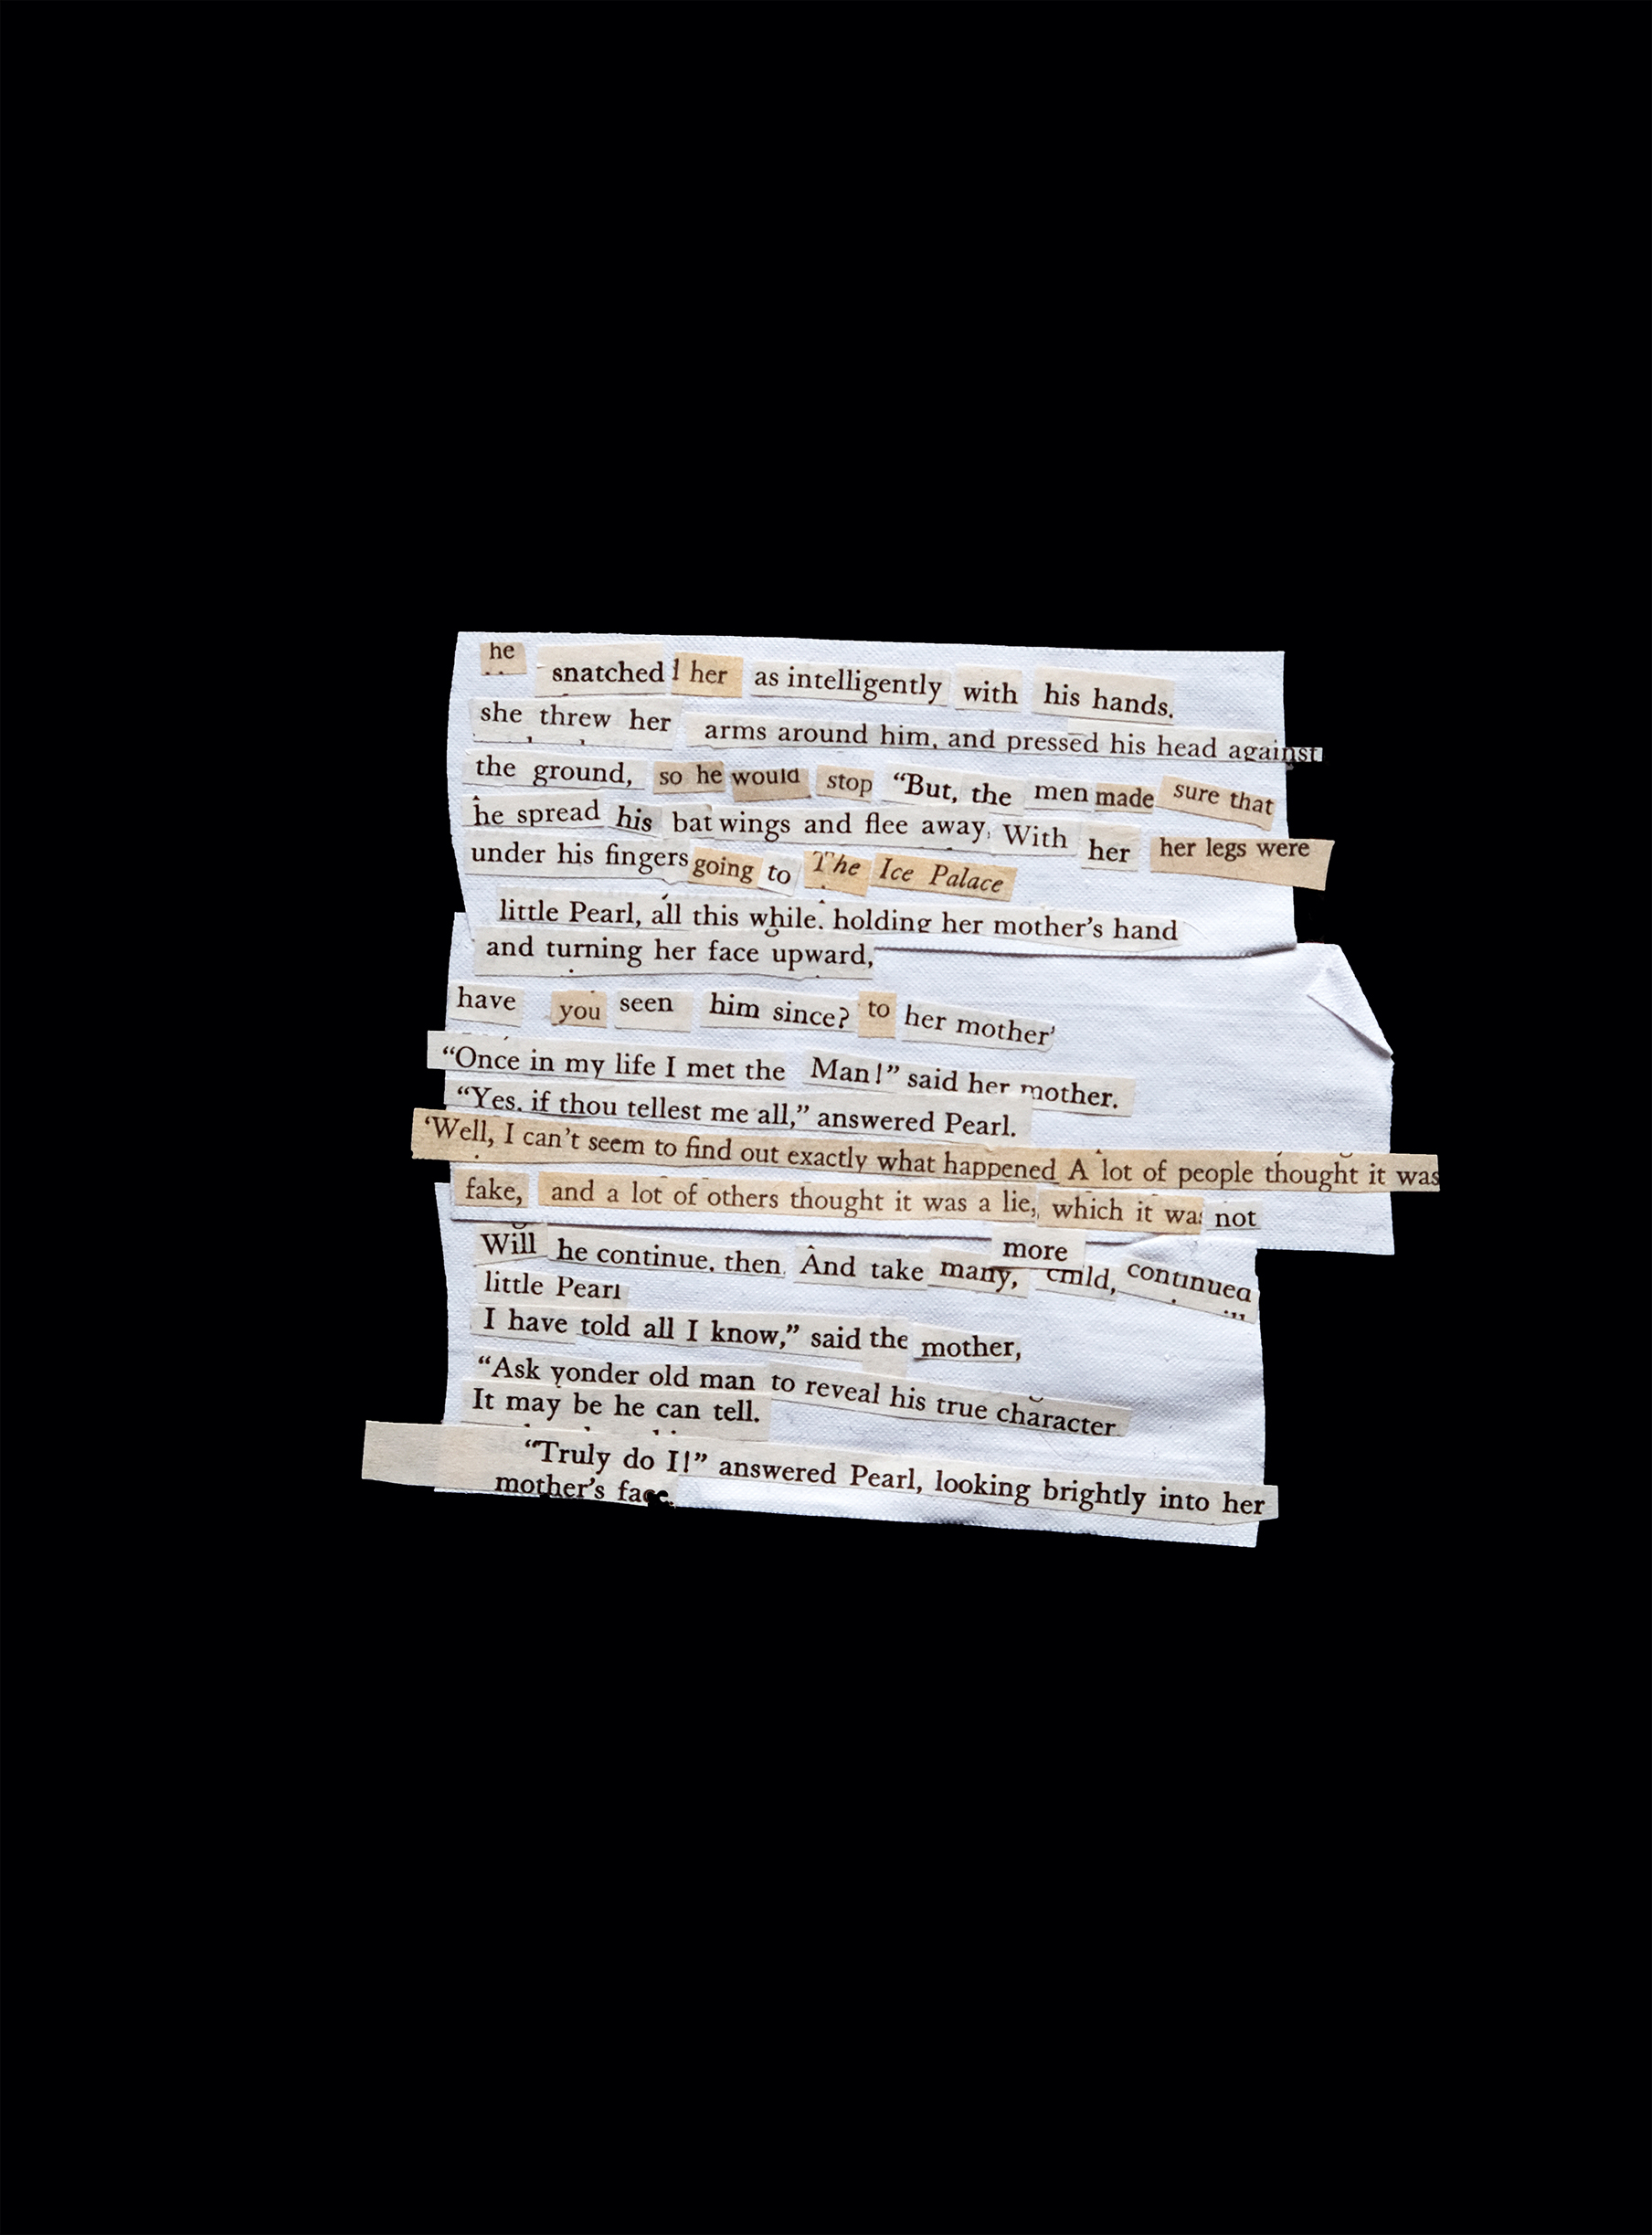 he snatched her as intelligently with his hands.
she threw her arms around him, and pressed his head against
the ground, so he would stop “But, the men made sure that
he spread his bat wings and flee away, With her her legs were
under his fingers going to The Ice Palace
little Pearl, all this while, holding her mother’s hand
and turning her face upward,
have you seen him since? to her mother’
“Once in my life I met the Man!” said her mother.
“Yes, if thou tellest me all,” answered Pearl.
‘Well, I can’t seem to find out exactly what happened A lot of people thought it was
fake, and a lot of others thought it was a lie, which it was not
more
Will he continue, then And take many, child, continued
little Pearl
I have told all I know,” said the mother,
“Ask yonder old man to reveal his true character
It may be he can tell.
“Truly do I!” answered Pearl, looking brightly into her
mother’s face.